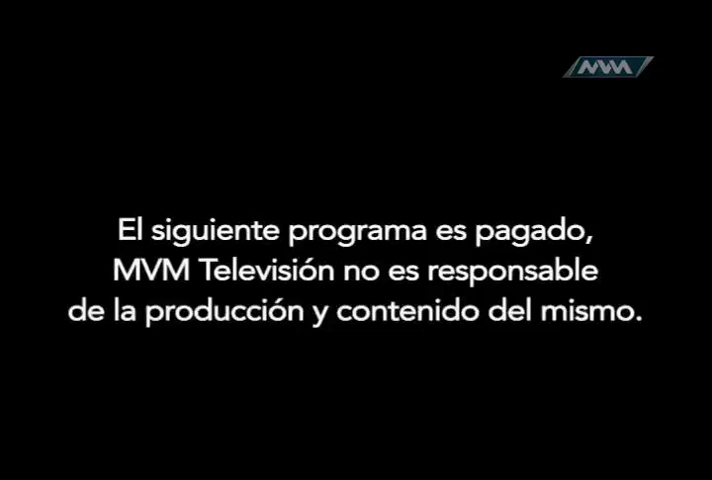 MVM
El siguiente programa es pagado,
MVM Televisión no es responsable
de la producción y contenido del mismo.